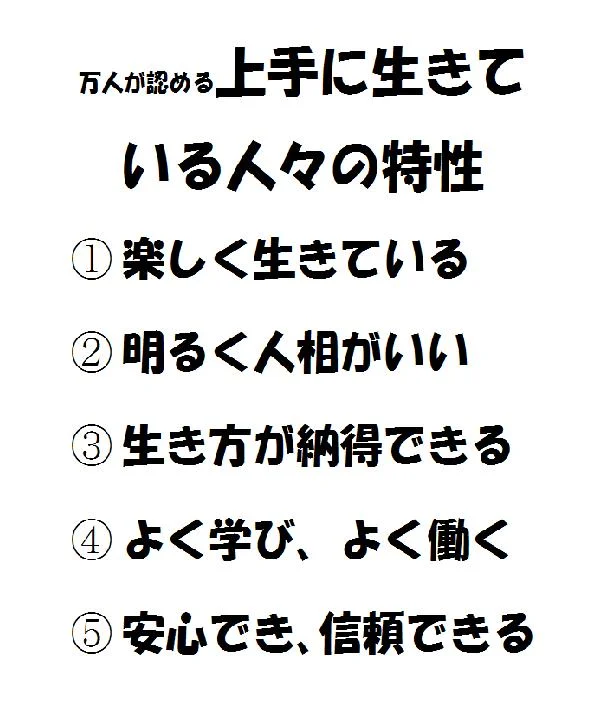 万人が認める上手に生きて
いる人々の特性
① 楽しく生きている
② 明るく人相がいい
③ 生き方が納得できる
④ よく学び、よく働く
⑤ 安心でき、信頼できる